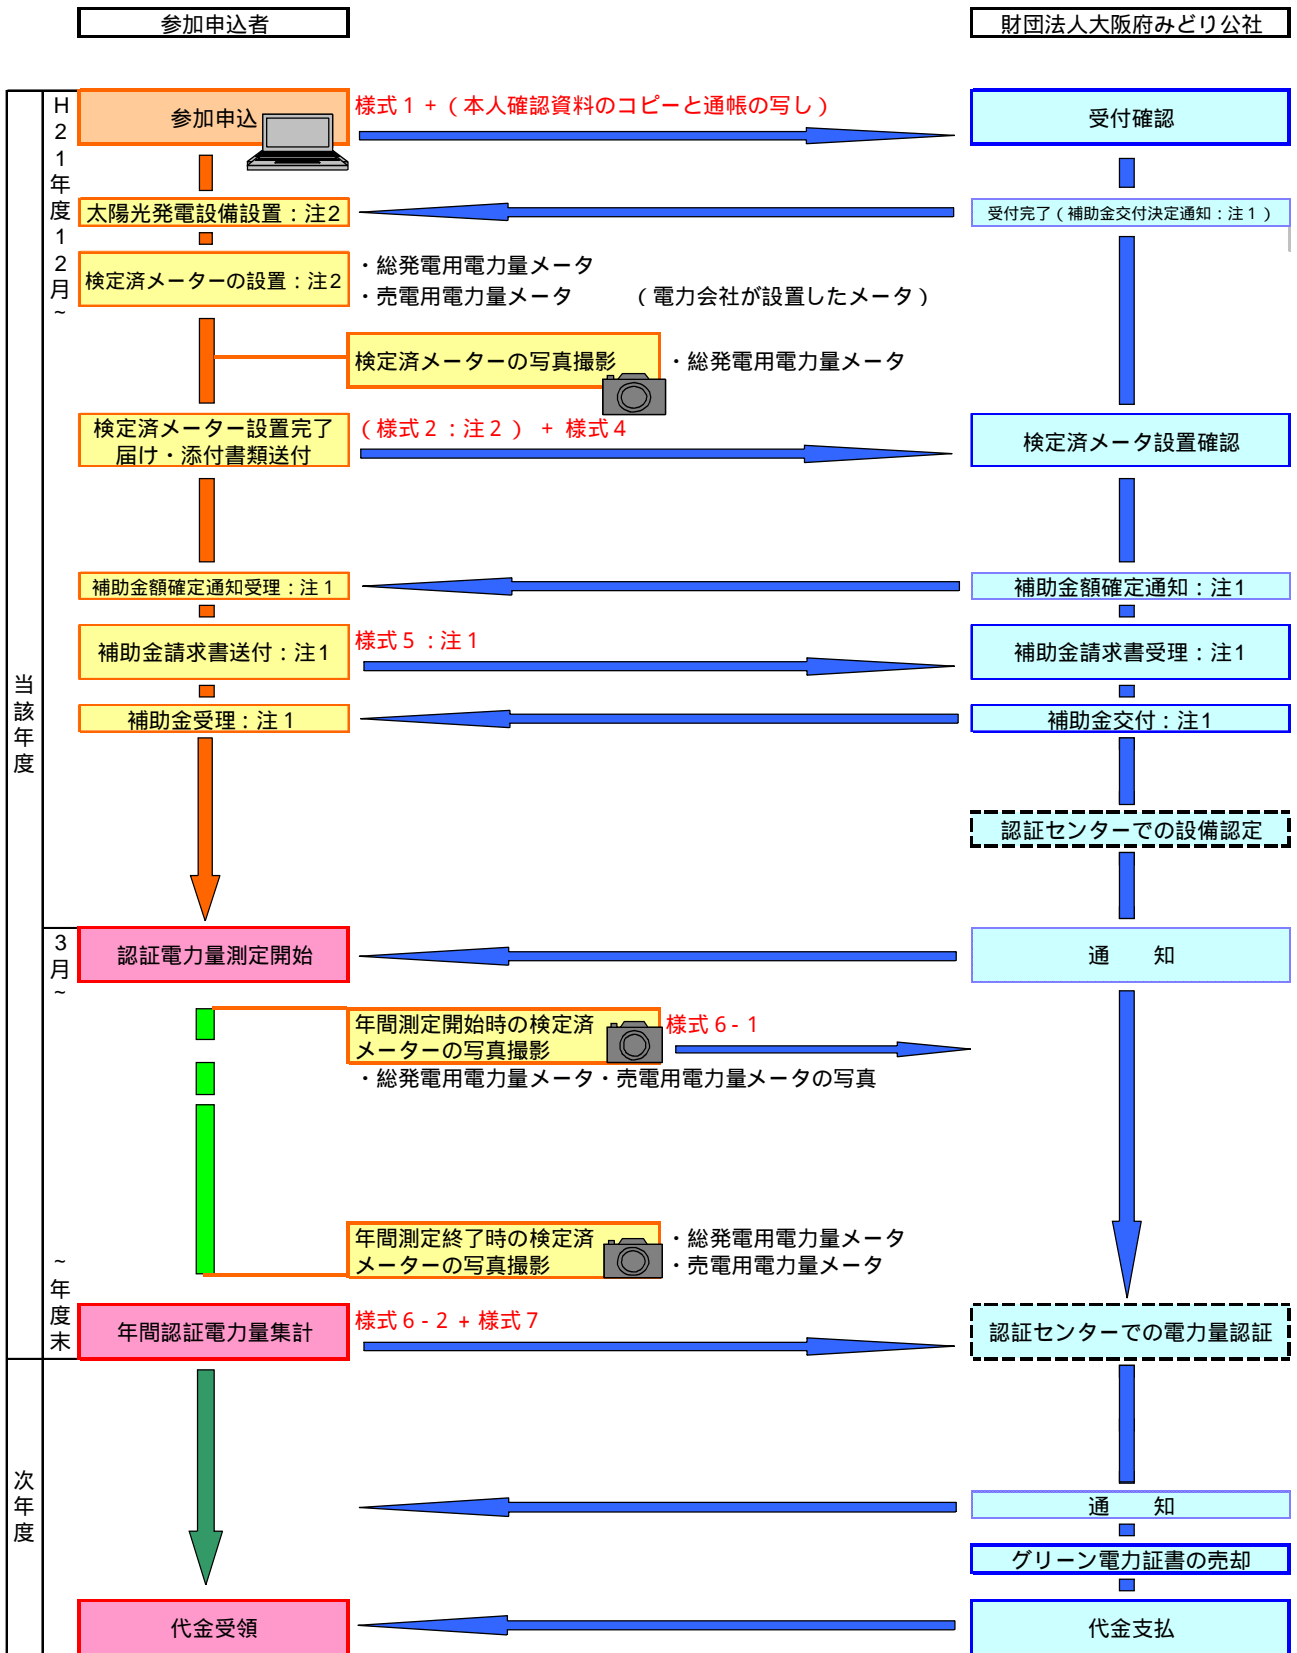 参加申込者
財団法人大阪府みどり公社
H21年度12月~
参加申込
様式1+(本人確認資料のコピーと通帳の写し)
受付確認
太陽光発電設備設置:注2
受付完了(補助金交付決定通知:注1)
検定済メーターの設置:注2
・総発電用電力量メータ
・売電用電力量メータ (電力会社が設置したメータ)
検定済メーターの写真撮影
・総発電用電力量メータ
検定済メーター設置完了
届け・添付書類送付
(様式2:注2) + 様式4
検定済メータ設置確認
補助金額確定通知受理:注1
補助金額確定通知:注1
補助金請求書送付:注1
様式5:注1
補助金請求書受理:注1
補助金受理:注1
補助金交付:注1
当該年度
認証センターでの設備認定
3月~
認証電力量測定開始
通 知
年間測定開始時の検定済
メーターの写真撮影
様式6-1
・総発電用電力量メータ・売電用電力量メータの写真
年間測定終了時の検定済
メーターの写真撮影
・総発電用電力量メータ
・売電用電力量メータ
~年度末
年間認証電力量集計
様式6-2+様式7
認証センターでの電力量認証
次年度
通 知
グリーン電力証書の売却
代金受領
代金支払